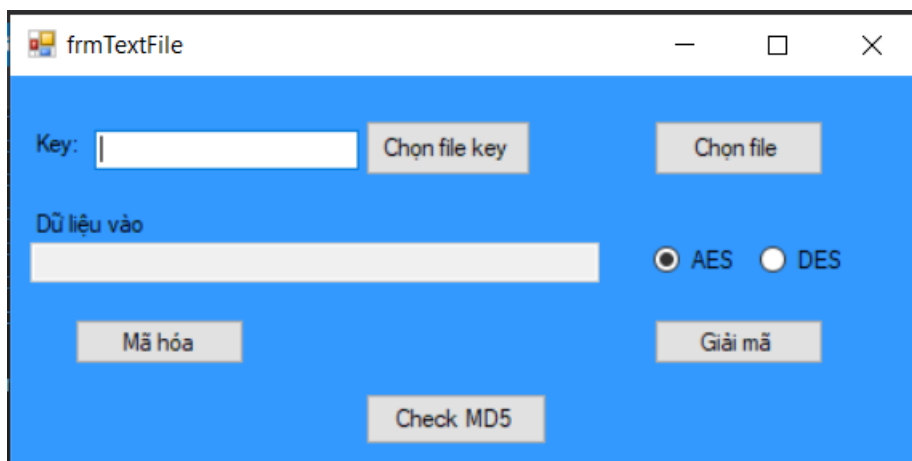 frmTextFile
Key: Chọn file key Chọn file
Dữ liệu vào
AES DES
Mã hóa Giải mã
Check MD5